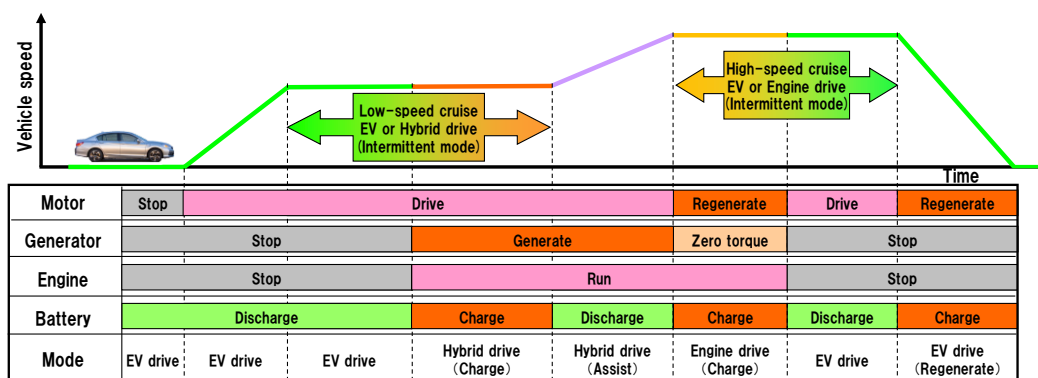 Vehicle speed
Low-speed cruise
EV or Hybrid drive
(Intermittent mode)
High-speed cruise
EV or Engine drive
(Intermittent mode)
Time
Motor Stop Drive Regenerate Drive Regenerate
Generator Stop Generate Zero torque Stop
Engine Stop Run Stop
Battery Discharge Charge Discharge Charge Discharge Charge
Mode EV drive EV drive EV drive Hybrid drive (Charge) Hybrid drive (Assist) Engine drive (Charge) EV drive EV drive (Regenerate)